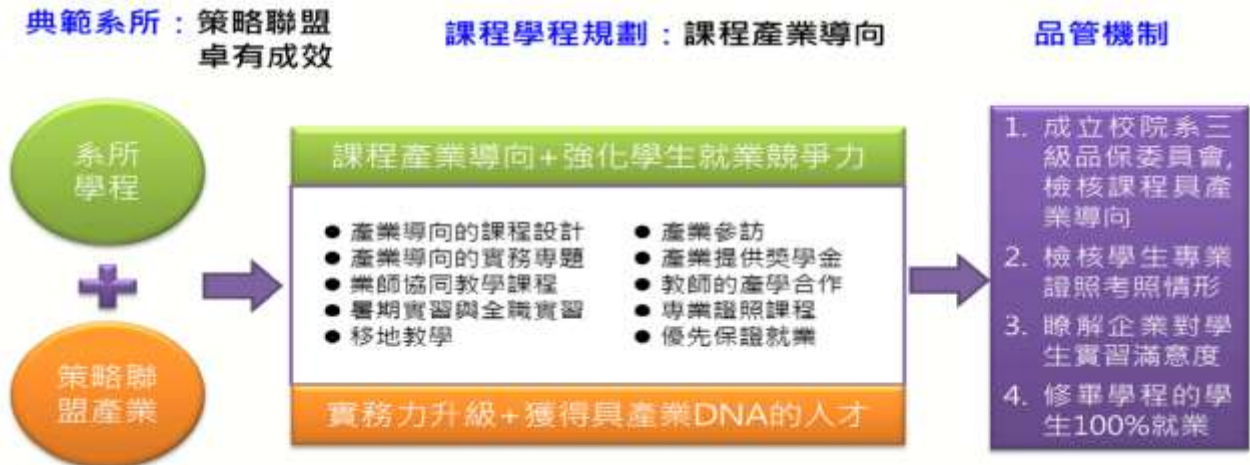 典範系所：策略聯盟
卓有成效
課程學程規劃：課程產業導向
品管機制
系所
學程
策略聯
盟產業
課程產業導向+強化學生就業競爭力
● 產業導向的課程設計
● 產業導向的實務專題
● 業師協同教學課程
● 暑期實習與全職實習
● 移地教學
● 產業參訪
● 產業提供獎學金
● 教師的產學合作
● 專業證照課程
● 優先保證就業
實務力升級+獲得具產業DNA的人才
1. 成立校院系三
級品保委員會,
檢核課程具產
業導向
2. 檢核學生專業
證照考照情形
3. 瞭解企業對學
生實習滿意度
4. 修畢學程的學
生100%就業